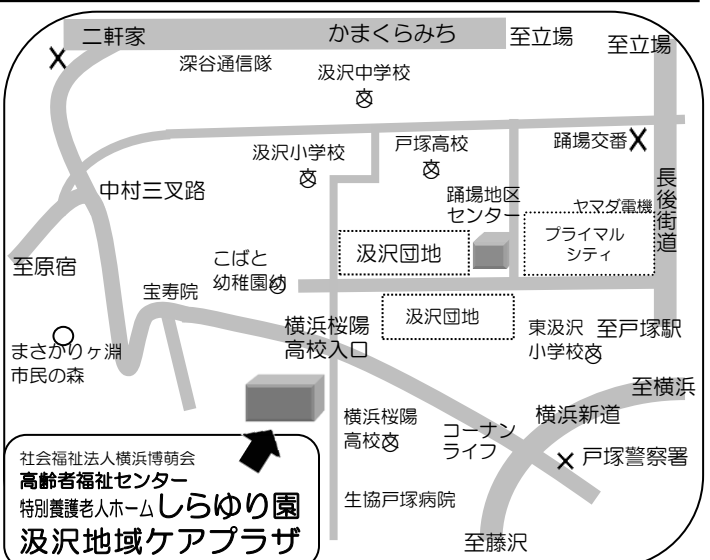 二軒家
かまくらみち
至立場
至立場
深谷通信隊
汲沢中学校
踊場交番
汲沢小学校
戸塚高校
長後街道
中村三叉路
踊場地区
センター
ヤマダ電機
プライマル
シティ
汲沢団地
至原宿
こばと
幼稚園幼
宝寿院
汲沢団地
横浜桜陽
高校入口
東汲沢
小学校
至戸塚駅
まさかりヶ淵
市民の森
至横浜
横浜新道
横浜桜陽
高校
コーナン
ライフ
戸塚警察署
生協戸塚病院
至藤沢
社会福祉法人横浜博萌会
高齢者福祉センター
特別養護老人ホームしらゆり園
汲沢地域ケアプラザ